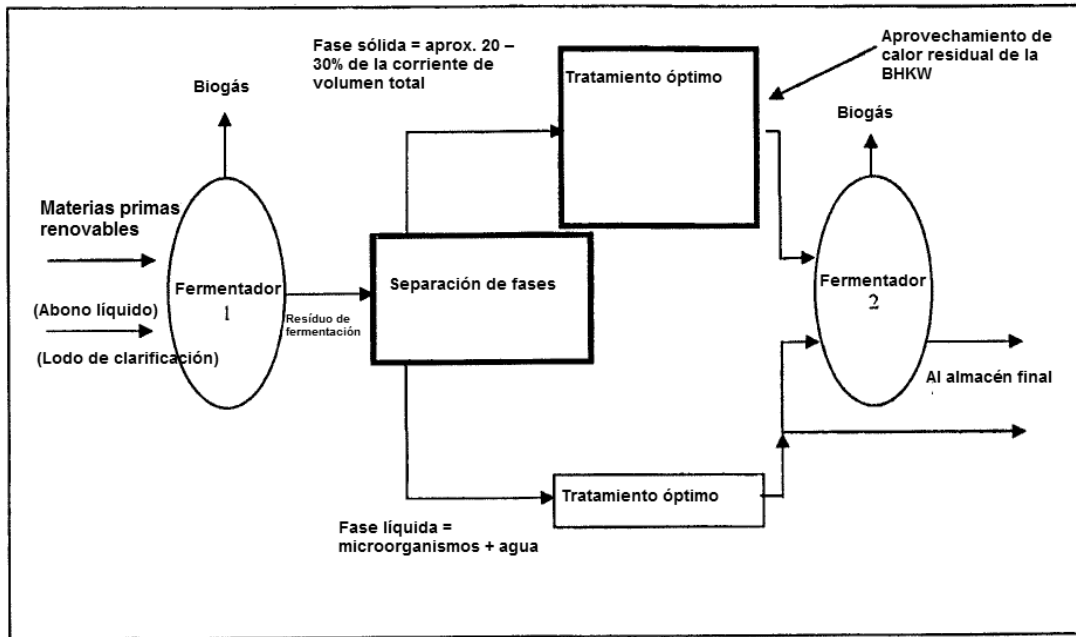 Fase sólida = aprox. 20 –
30% de la corriente de
volumen total
Aprovechamiento de
calor residual de la
BHKW
Tratamiento óptimo
Biogás
Biogás
Materias primas
renovables
Separación de fases
Fermentador
1
Fermentador
2
(Abono líquido)
Resíduo de
fermentación
(Lodo de clarificación)
Al almacén final
Tratamiento óptimo
Fase líquida =
microorganismos + agua